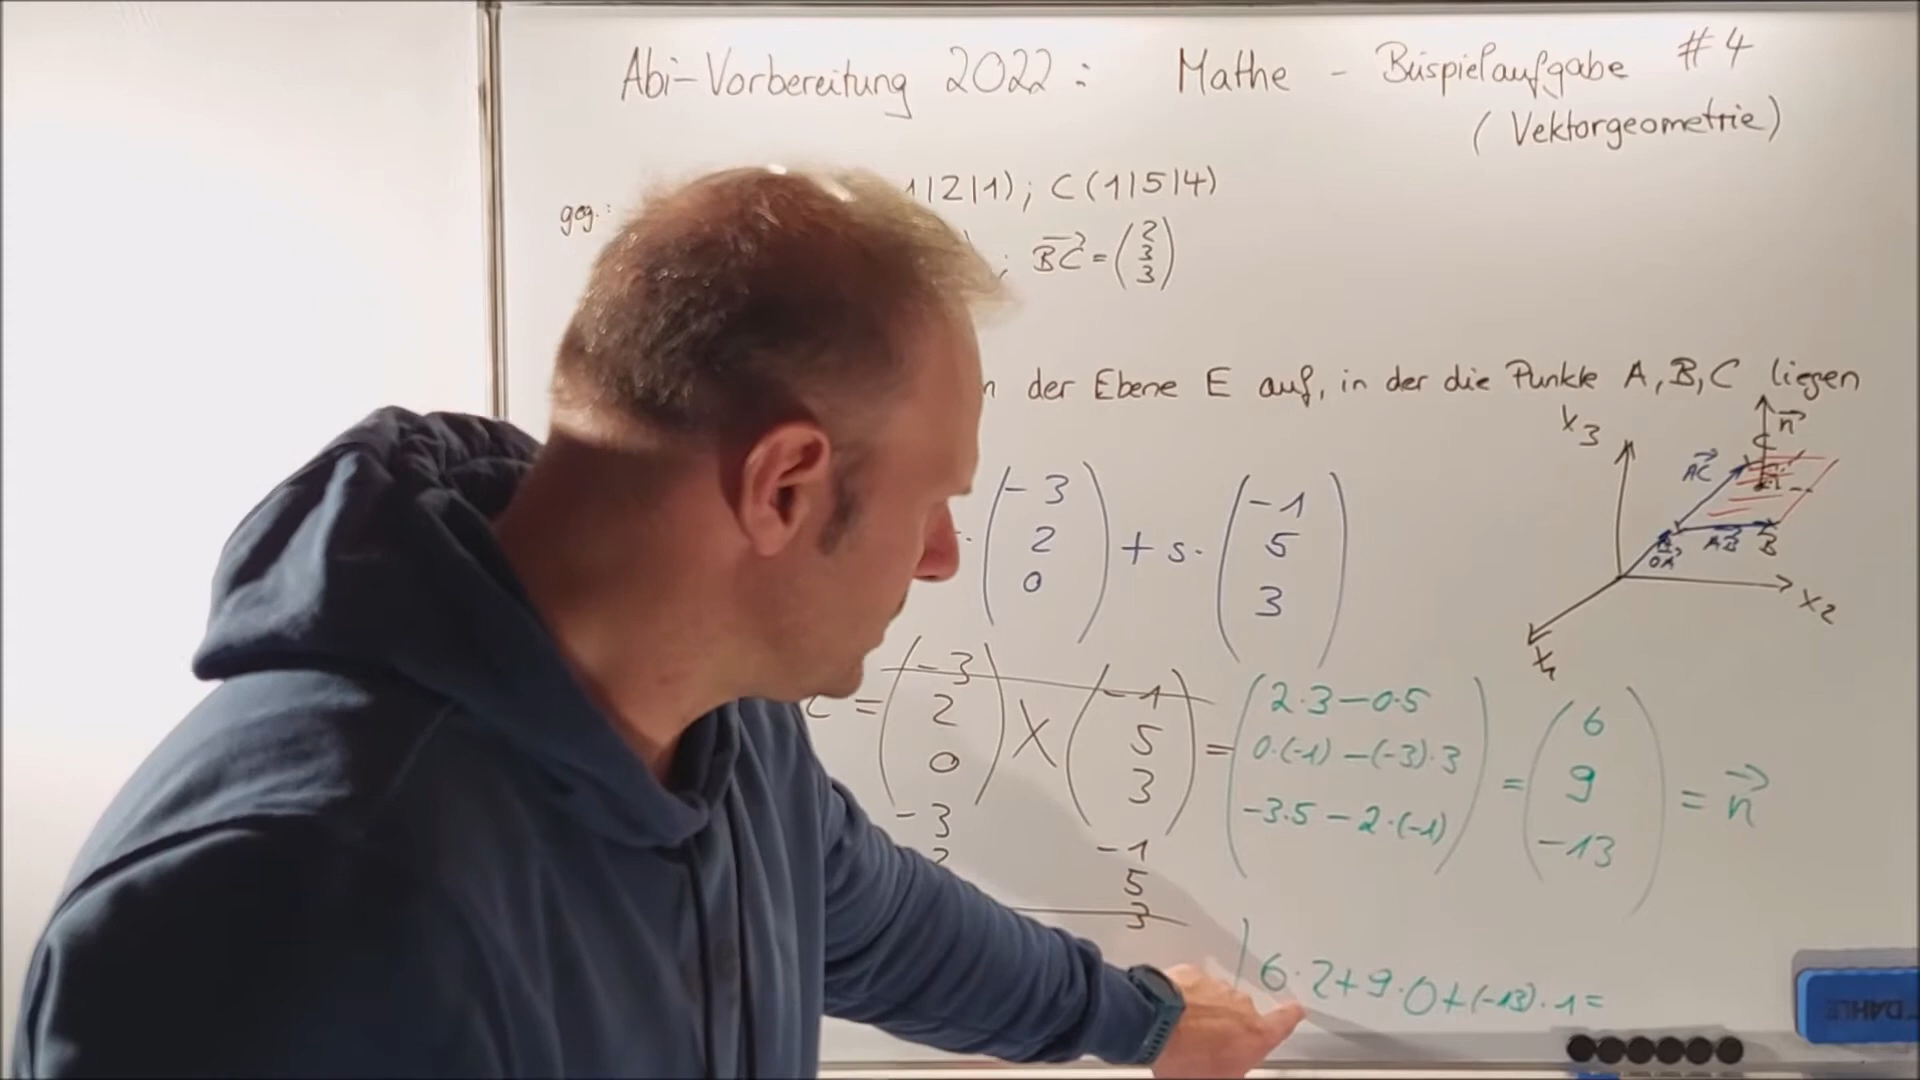 Abi-Vorbereitung 2022: Mathe - Beispielaufgabe #4
(Vektorgeometrie)
geg.: 1|2|1); C(1|5|4)
; BC = (2 3 3)
n der Ebene E auf, in der die Punkte A, B, C liegen
· (-3 2 0) + s · (-1 5 3)
X3
n
C
AC
AB
B
OA
X2
X1
C = (-3 2 0) X (-1 5 3) = (2·3-0·5 0·(-1)-(-3)·3 -3·5-2·(-1)) = (6 9 -13) = n
-3 -1
2 5
3
| 6·2+9·0+(-13)·1=
DAHLE